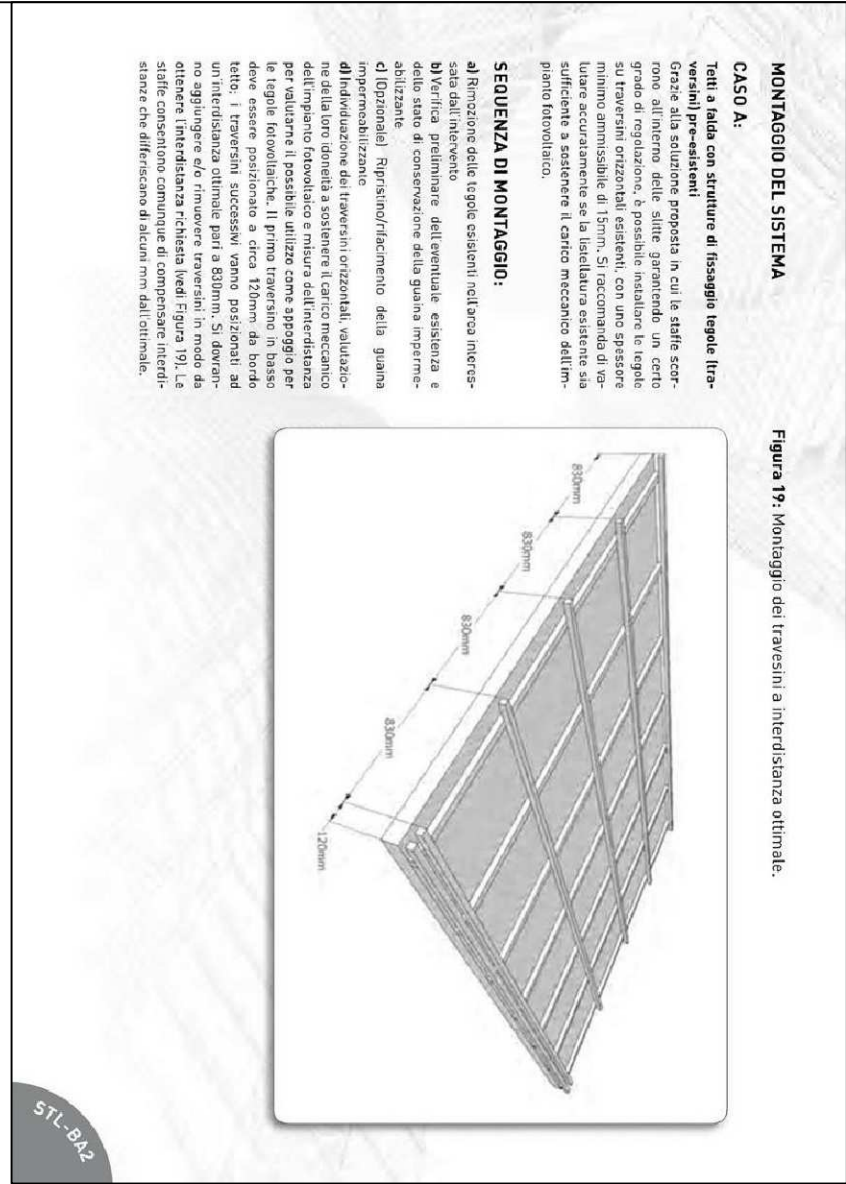 MONTAGGIO DEL SISTEMA
CASO A:
Tetti a falda con strutture di fissaggio tegole (tra-
versini) pre-esistenti
Grazie alla soluzione proposta in cui le staffe scor-
rono all'interno delle slitte garantendo un certo
grado di regolazione, è possibile installare le tegole
su traversini orizzontali esistenti, con uno spessore
minimo ammissibile di 15mm. Si raccomanda di va-
lutare accuratamente se la listellatura esistente sia
sufficiente a sostenere il carico meccanico dell'im-
pianto fotovoltaico.
SEQUENZA DI MONTAGGIO:
a) Rimozione delle tegole esistenti nell'area interes-
sata dall'intervento
b) Verifica preliminare dell'eventuale esistenza e
dello stato di conservazione della guaina imperme-
abilizzante
c) (Opzionale) Ripristino/rifacimento della guaina
impermeabilizzante
d) Individuazione dei traversini orizzontali, valutazio-
ne della loro idoneità a sostenere il carico meccanico
dell'impianto fotovoltaico e misura dell'interdistanza
per valutarne il possibile utilizzo come appoggio per
le tegole fotovoltaiche. Il primo traversino in basso
deve essere posizionato a circa 120mm da bordo
tetto; i traversini successivi vanno posizionati ad
un'interdistanza ottimale pari a 830mm. Si dovran-
no aggiungere e/o rimuovere traversini in modo da
ottenere l'interdistanza richiesta (vedi Figura 19). Le
staffe consentono comunque di compensare interdi-
stanze che differiscano di alcuni mm dall'ottimale.
Figura 19: Montaggio dei travesini a interdistanza ottimale.
830mm
830mm
830mm
830mm
120mm
STL-BA2